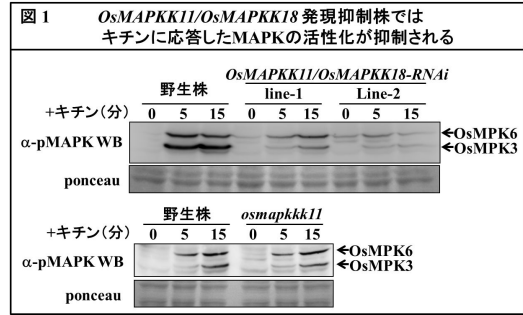 図1 OsMAPKK11/OsMAPKK18 発現抑制株では
キチンに応答したMAPKの活性化が抑制される
OsMAPKK11/OsMAPKK18-RNAi
野生株 line-1 Line-2
+キチン(分) 0 5 15 0 5 15 0 5 15
α-pMAPK WB
←OsMPK6
←OsMPK3
ponceau
野生株 osmapkkk11
+キチン(分) 0 5 15 0 5 15
←OsMPK6
α-pMAPK WB
←OsMPK3
ponceau